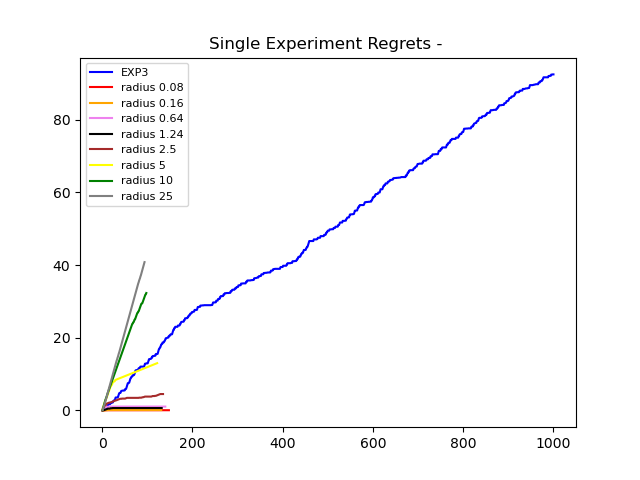 Single Experiment Regrets -
EXP3
radius 0.08
radius 0.16
radius 0.64
radius 1.24
radius 2.5
radius 5
radius 10
radius 25
80
60
40
20
0
0 200 400 600 800 1000